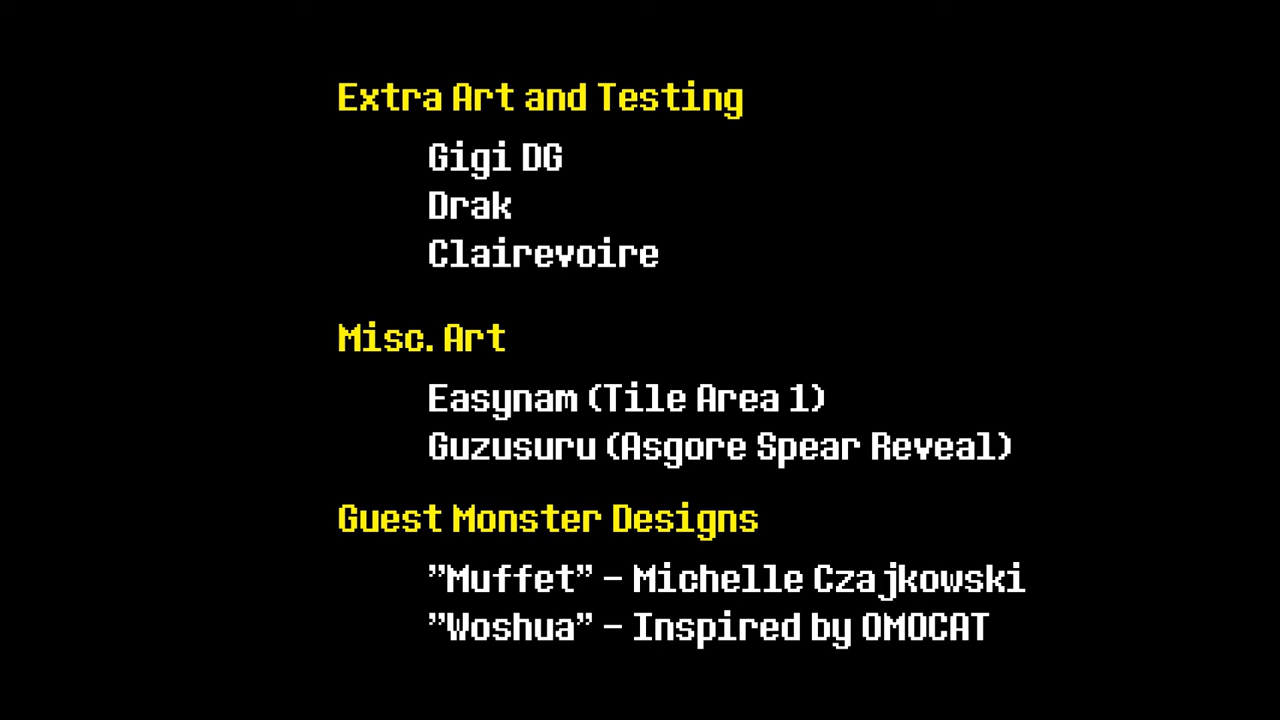 Extra Art and Testing
Gigi DG
Drak
Clairevoire
Misc. Art
Easynam (Tile Area 1)
Guzusuru (Asgore Spear Reveal)
Guest Monster Designs
"Muffet" - Michelle Czajkowski
"Woshua" - Inspired by OMOCAT